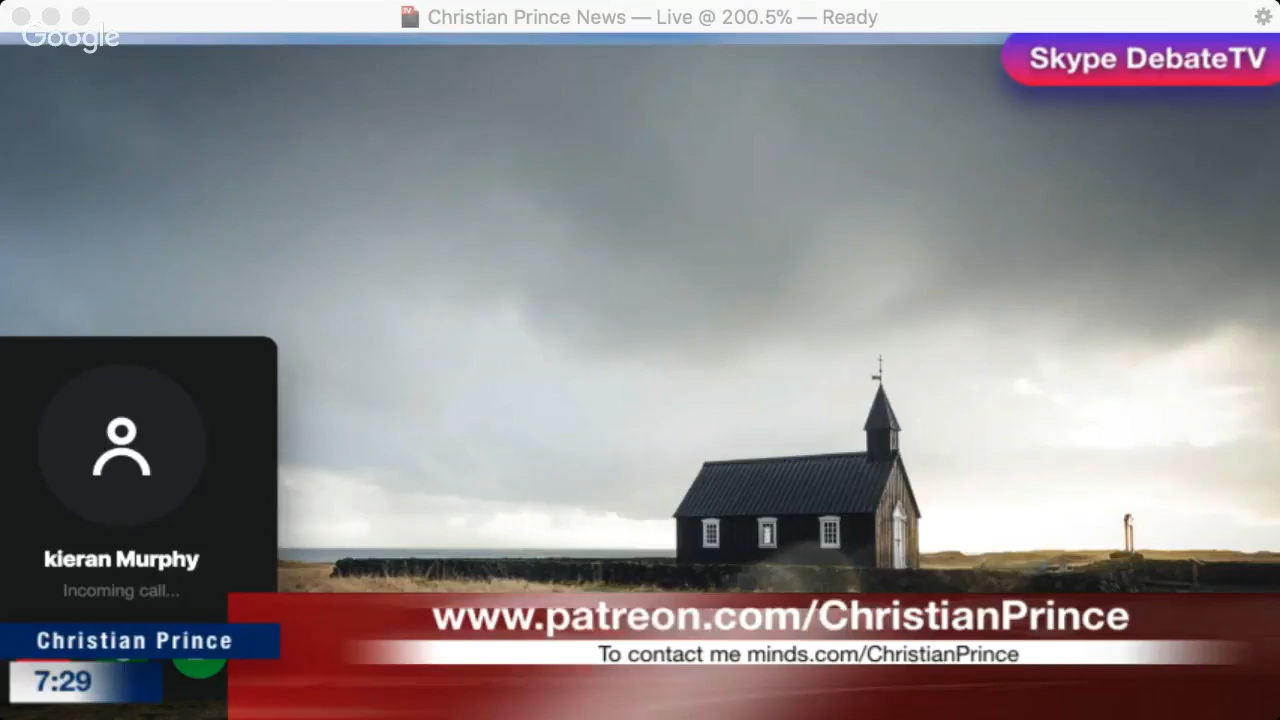 Christian Prince News — Live @ 200.5% — Ready
Google
Skype DebateTV
kieran Murphy
Incoming call...
www.patreon.com/ChristianPrince
Christian Prince
To contact me minds.com/ChristianPrince
7:29